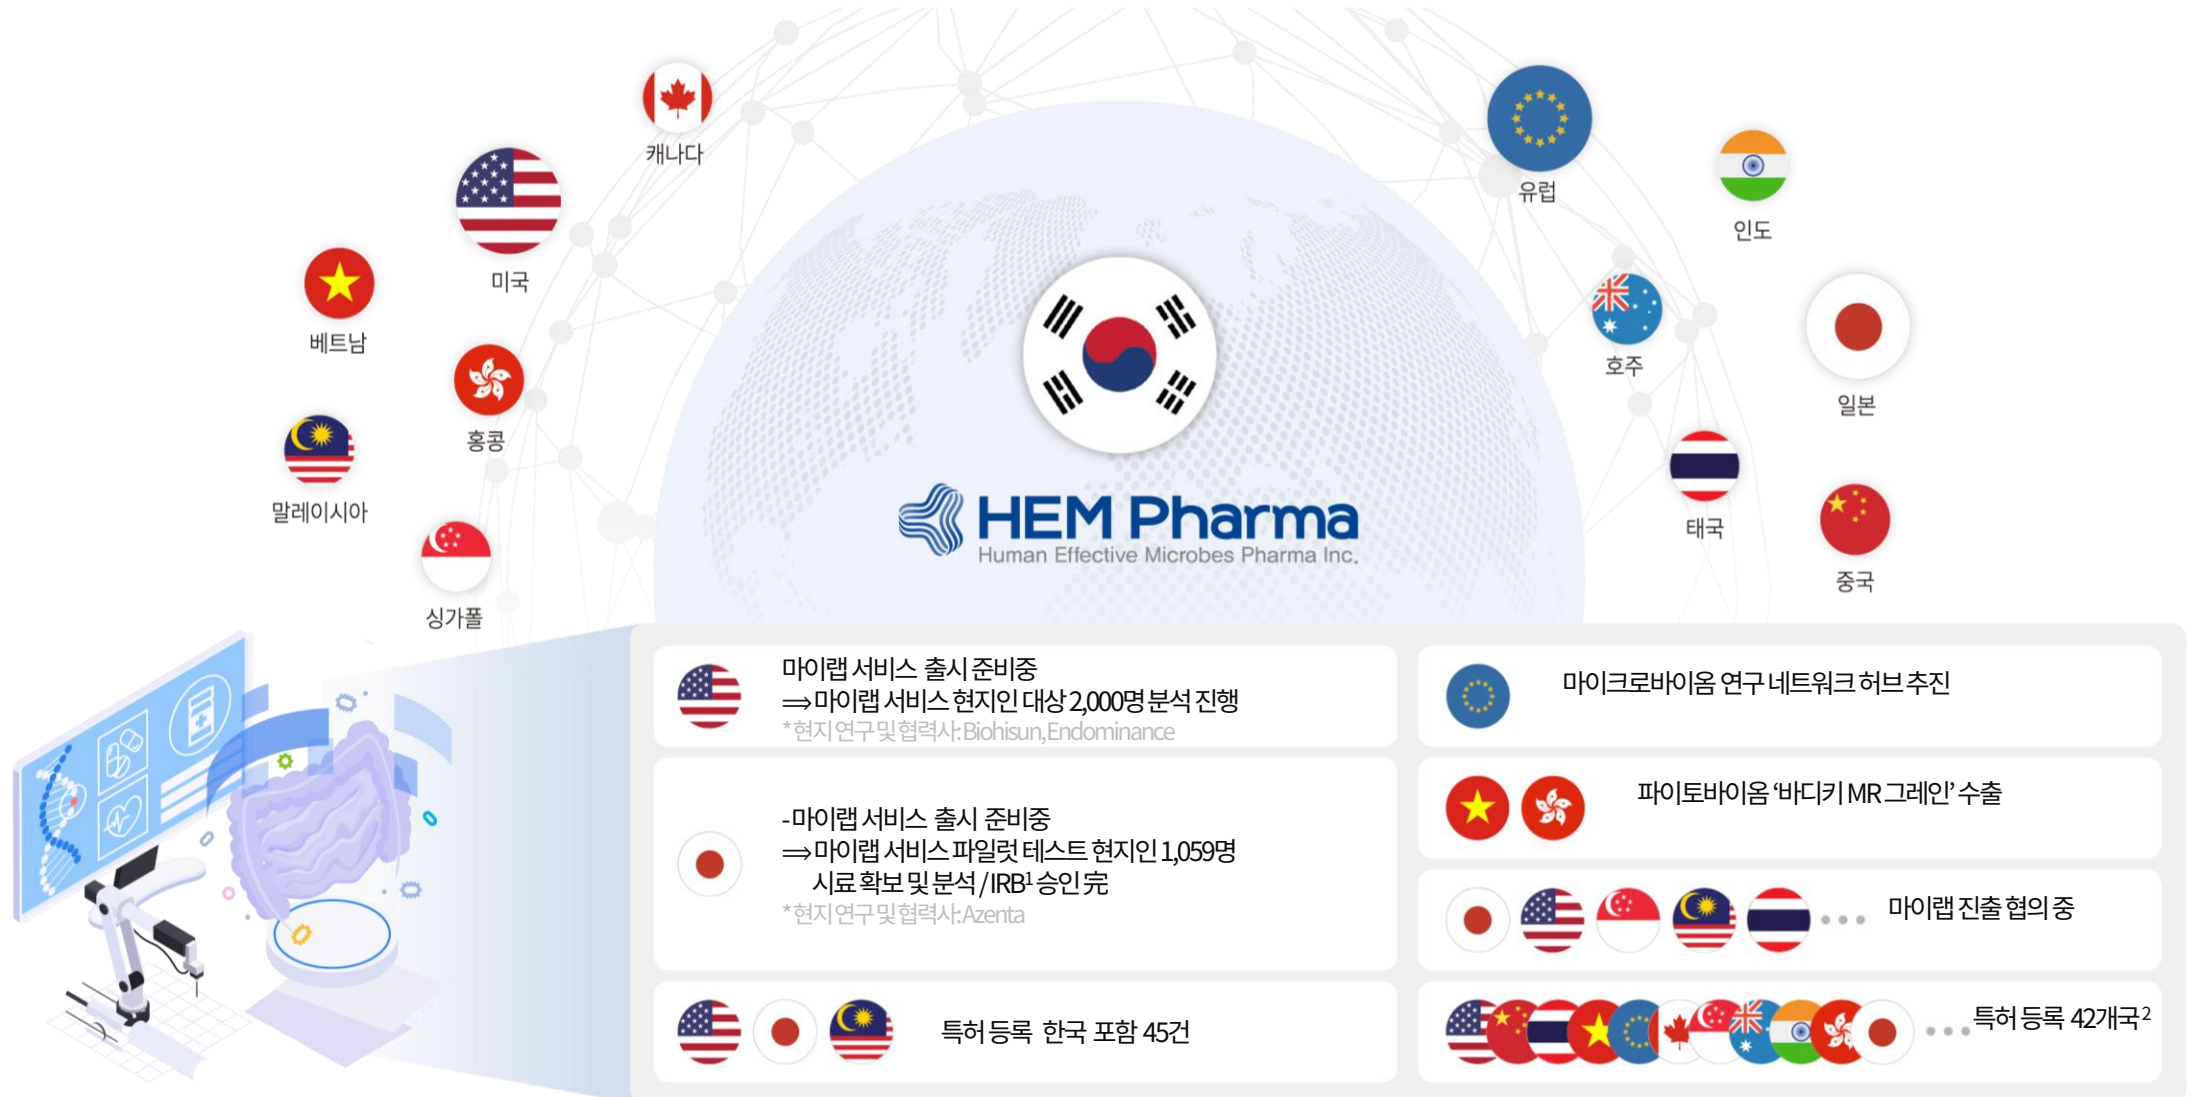 캐나다
유럽
인도
미국
베트남
호주
일본
홍콩
말레이시아
태국
중국
싱가폴
HEM Pharma
Human Effective Microbes Pharma Inc.
마이랩 서비스 출시 준비중
⇒ 마이랩 서비스 현지인 대상 2,000명 분석 진행
*현지 연구 및 협력사: Biohisun, Endominance
- 마이랩 서비스 출시 준비중
⇒ 마이랩 서비스 파일럿 테스트 현지인 1,059명
시료 확보 및 분석 / IRB¹ 승인 完
*현지 연구 및 협력사: Azenta
특허 등록 한국 포함 45건
마이크로바이옴 연구 네트워크 허브 추진
파이토바이옴 ‘바디키 MR 그레인’ 수출
마이랩 진출 협의 중
특허 등록 42개국²